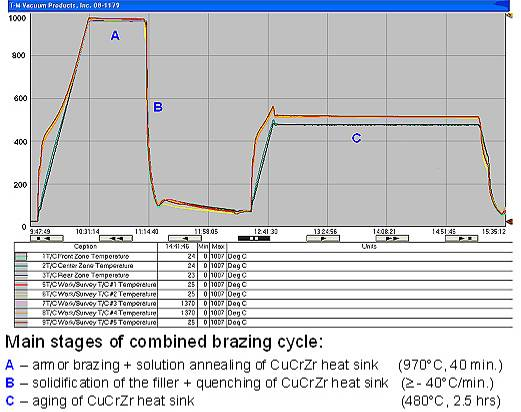 T-M Vacuum Products, Inc. 08-1179
1000
A
800
600
B
C
400
200
0
9:47:49 10:31:14 11:14:40 11:58:05 12:41:30 13:24:56 14:08:21 14:51:46 15:35:12
Caption 14:41:46 Min Max Units
1T/C Front Zone Temperature 24 0 1007 Deg C
2T/C Center Zone Temperature 24 0 1007 Deg C
3T/C Rear Zone Temperature 23 0 1007 Deg C
5T/C Work/Survey T/C #1 Temperature 25 0 1007 Deg C
6T/C Work/Survey T/C #2 Temperature 25 0 1007 Deg C
7T/C Work/Survey T/C #3 Temperature 1370 0 1007 Deg C
8T/C Work/Survey T/C #4 Temperature 1370 0 1007 Deg C
9T/C Work/Survey T/C #5 Temperature 25 0 1007 Deg C
Main stages of combined brazing cycle:
A – armor brazing + solution annealing of CuCrZr heat sink (970°C, 40 min.)
B – solidification of the filler + quenching of CuCrZr heat sink (≥ - 40°C/min.)
C – aging of CuCrZr heat sink (480°C, 2.5 hrs)